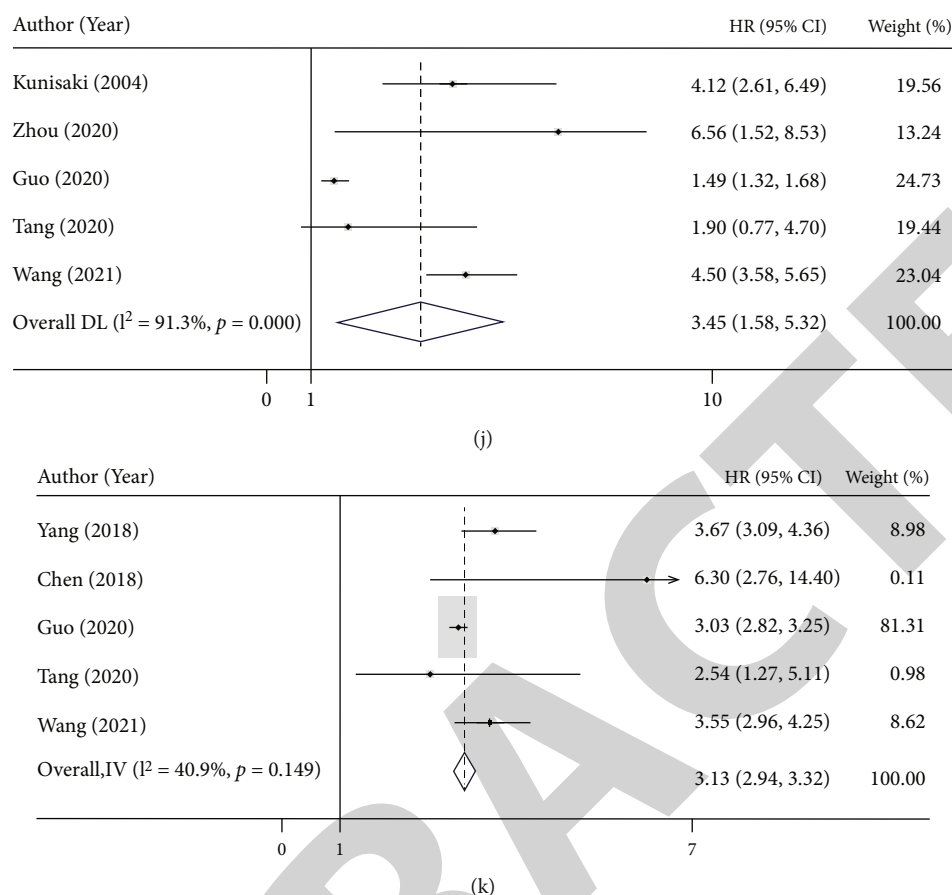 Author (Year) HR (95% CI) Weight (%)
Kunisaki (2004) 4.12 (2.61, 6.49) 19.56
Zhou (2020) 6.56 (1.52, 8.53) 13.24
Guo (2020) 1.49 (1.32, 1.68) 24.73
Tang (2020) 1.90 (0.77, 4.70) 19.44
Wang (2021) 4.50 (3.58, 5.65) 23.04
Overall DL (l² = 91.3%, p = 0.000) 3.45 (1.58, 5.32) 100.00
0 1 10
(j)
Author (Year) HR (95% CI) Weight (%)
Yang (2018) 3.67 (3.09, 4.36) 8.98
Chen (2018) 6.30 (2.76, 14.40) 0.11
Guo (2020) 3.03 (2.82, 3.25) 81.31
Tang (2020) 2.54 (1.27, 5.11) 0.98
Wang (2021) 3.55 (2.96, 4.25) 8.62
Overall,IV (l² = 40.9%, p = 0.149) 3.13 (2.94, 3.32) 100.00
0 1 7
(k)